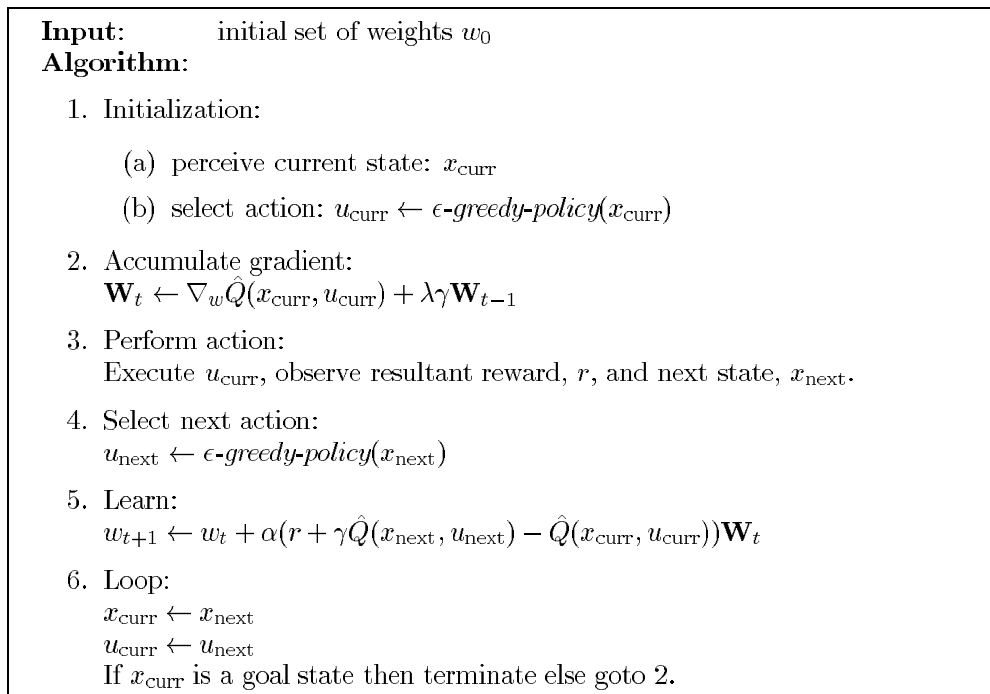 Input: initial set of weights w₀
Algorithm:
1. Initialization:
(a) perceive current state: x_curr
(b) select action: u_curr ← ϵ-greedy-policy(x_curr)
2. Accumulate gradient:
W_t ← ∇_w Q̂(x_curr, u_curr) + λγW_{t−1}
3. Perform action:
Execute u_curr, observe resultant reward, r, and next state, x_next.
4. Select next action:
u_next ← ϵ-greedy-policy(x_next)
5. Learn:
w_{t+1} ← w_t + α(r + γQ̂(x_next, u_next) − Q̂(x_curr, u_curr))W_t
6. Loop:
x_curr ← x_next
u_curr ← u_next
If x_curr is a goal state then terminate else goto 2.